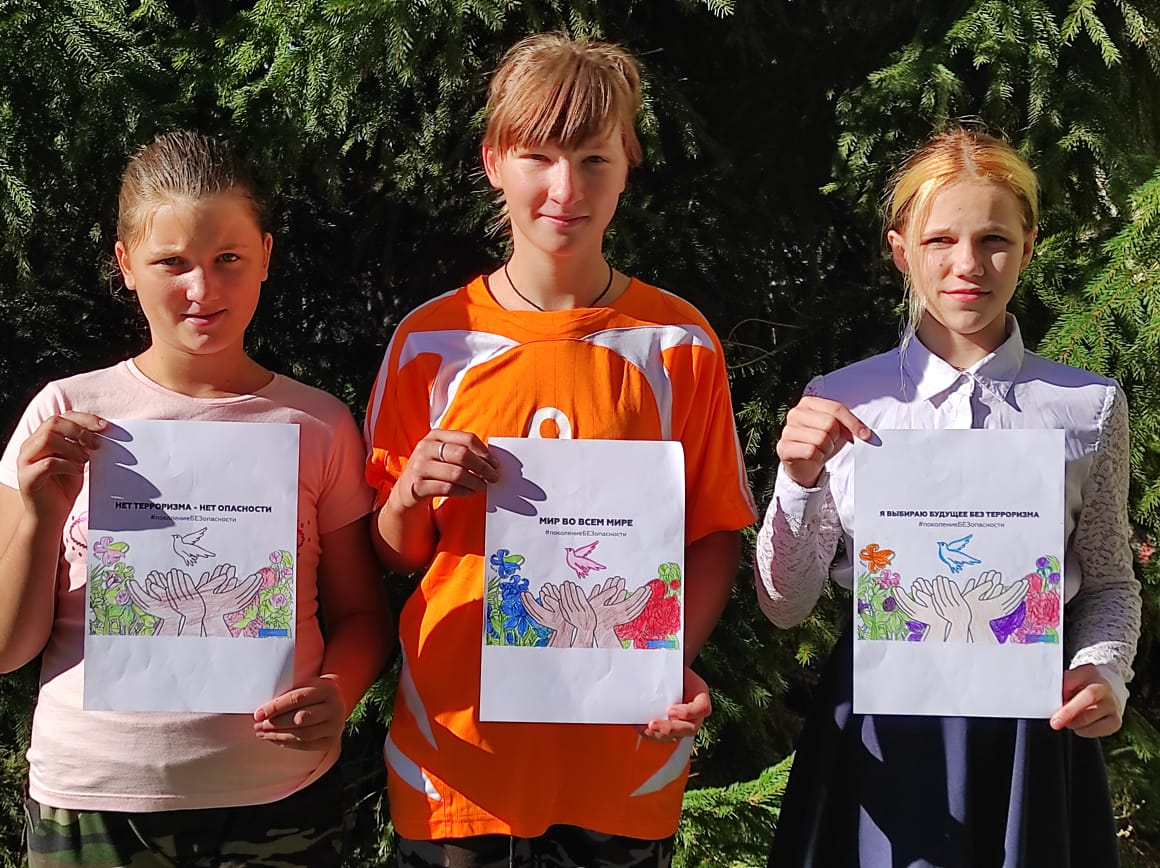 НЕТ ТЕРРОРИЗМА - НЕТ ОПАСНОСТИ
#поколениеБЕЗопасности
МИР ВО ВСЕМ МИРЕ
#поколениеБЕЗопасности
Я ВЫБИРАЮ БУДУЩЕЕ БЕЗ ТЕРРОРИЗМА
#поколениеБЕЗопасности